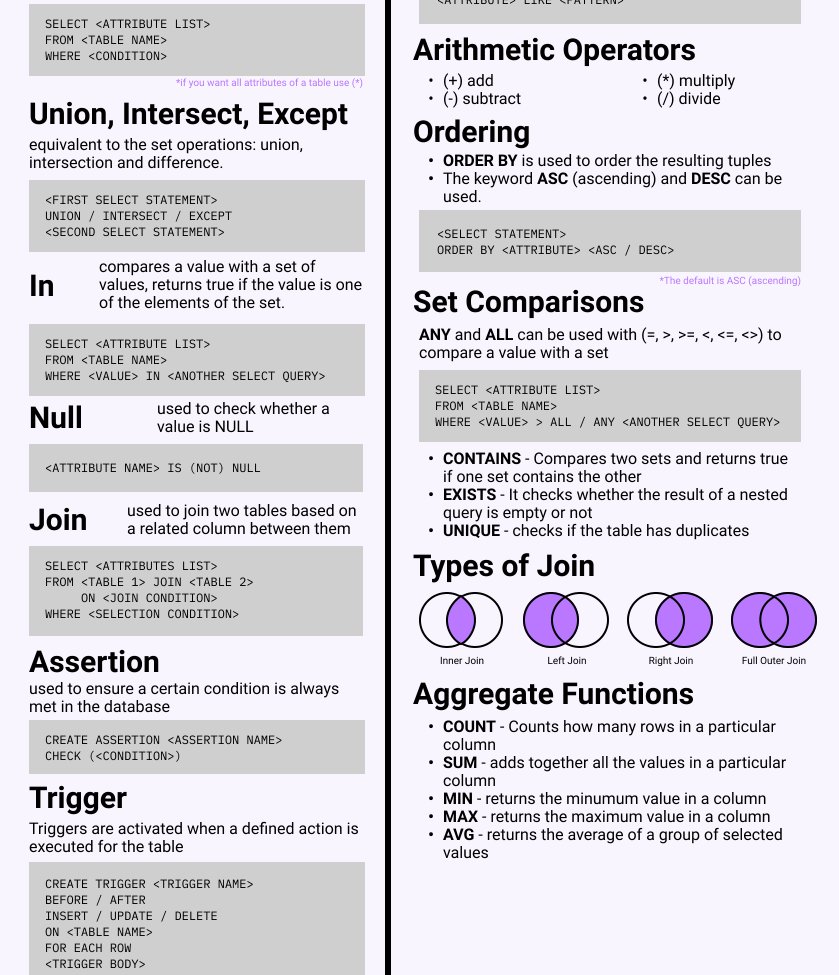 SELECT <ATTRIBUTE LIST>
FROM <TABLE NAME>
WHERE <CONDITION>
*if you want all attributes of a table use (*)
Union, Intersect, Except
equivalent to the set operations: union,
intersection and difference.
<FIRST SELECT STATEMENT>
UNION / INTERSECT / EXCEPT
<SECOND SELECT STATEMENT>
In
compares a value with a set of
values, returns true if the value is one
of the elements of the set.
SELECT <ATTRIBUTE LIST>
FROM <TABLE NAME>
WHERE <VALUE> IN <ANOTHER SELECT QUERY>
Null
used to check whether a
value is NULL
<ATTRIBUTE NAME> IS (NOT) NULL
Join
used to join two tables based on
a related column between them
SELECT <ATTRIBUTES LIST>
FROM <TABLE 1> JOIN <TABLE 2>
ON <JOIN CONDITION>
WHERE <SELECTION CONDITION>
Assertion
used to ensure a certain condition is always
met in the database
CREATE ASSERTION <ASSERTION NAME>
CHECK (<CONDITION>)
Trigger
Triggers are activated when a defined action is
executed for the table
CREATE TRIGGER <TRIGGER NAME>
BEFORE / AFTER
INSERT / UPDATE / DELETE
ON <TABLE NAME>
FOR EACH ROW
<TRIGGER BODY>
<ATTRIBUTE> LIKE <PATTERN>
Arithmetic Operators
• (+) add
• (-) subtract
• (*) multiply
• (/) divide
Ordering
• ORDER BY is used to order the resulting tuples
• The keyword ASC (ascending) and DESC can be
used.
<SELECT STATEMENT>
ORDER BY <ATTRIBUTE> <ASC / DESC>
*The default is ASC (ascending)
Set Comparisons
ANY and ALL can be used with (=, >, >=, <, <=, <>) to
compare a value with a set
SELECT <ATTRIBUTE LIST>
FROM <TABLE NAME>
WHERE <VALUE> > ALL / ANY <ANOTHER SELECT QUERY>
• CONTAINS - Compares two sets and returns true
if one set contains the other
• EXISTS - It checks whether the result of a nested
query is empty or not
• UNIQUE - checks if the table has duplicates
Types of Join
Inner Join
Left Join
Right Join
Full Outer Join
Aggregate Functions
• COUNT - Counts how many rows in a particular
column
• SUM - adds together all the values in a particular
column
• MIN - returns the minumum value in a column
• MAX - returns the maximum value in a column
• AVG - returns the average of a group of selected
values